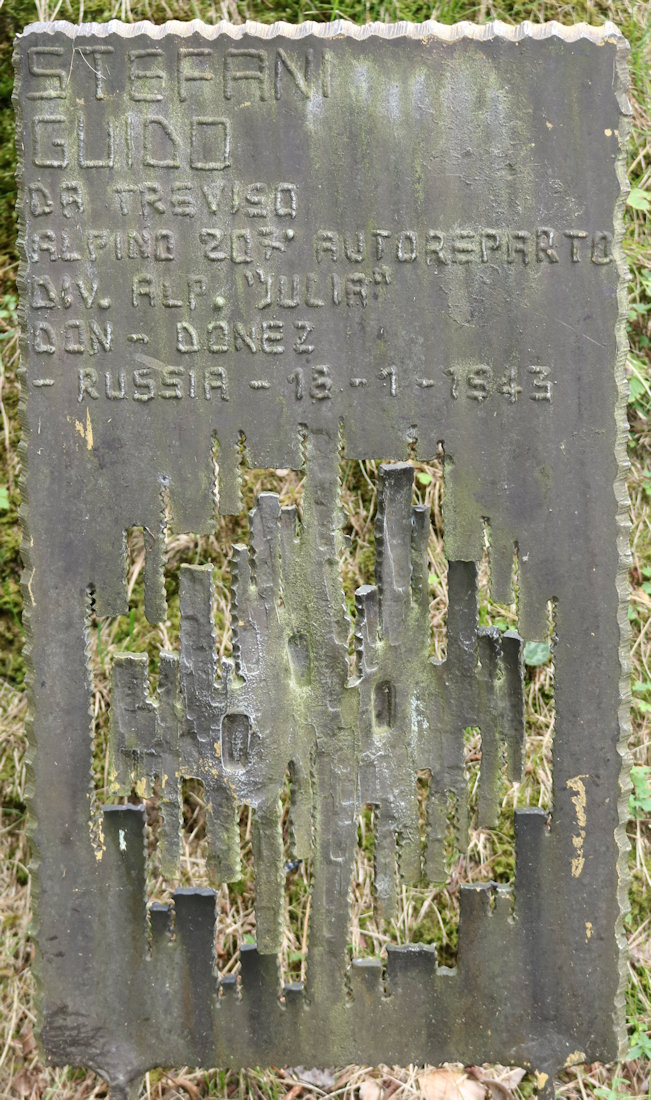 STEFANI
GUIDO
DA TREVISO
ALPINO 207° AUTOREPARTO
DIV. ALP. "JULIA"
DON - DONEZ
- RUSSIA - 18 - 1 - 1943